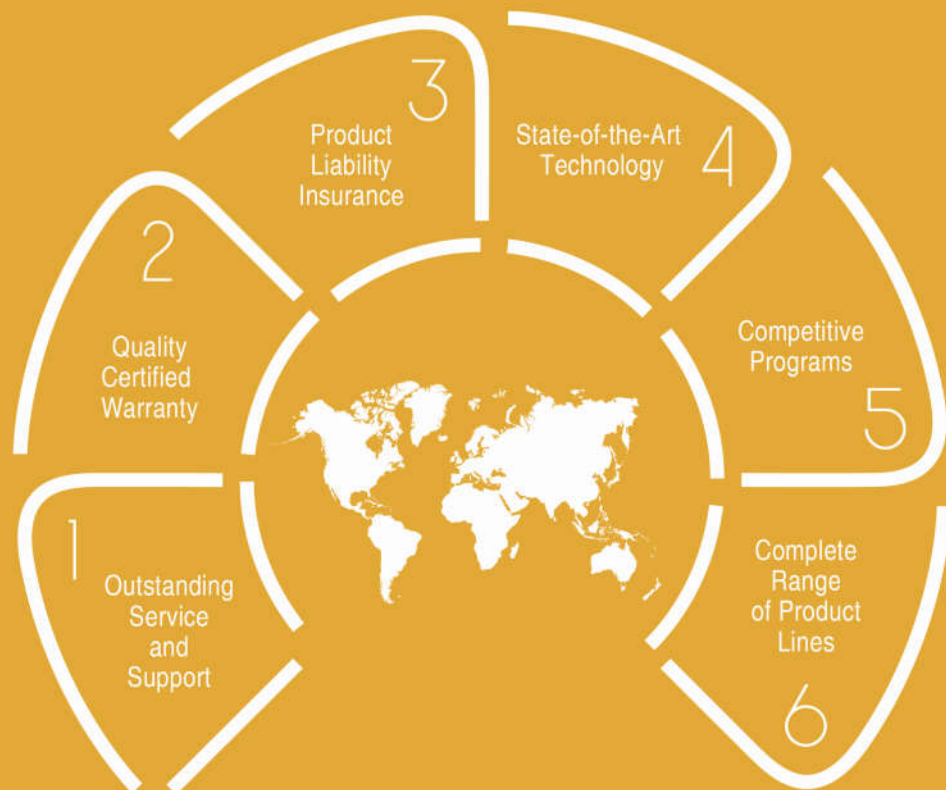 1
Outstanding
Service
and
Support
2
Quality
Certified
Warranty
3
Product
Liability
Insurance
State-of-the-Art
Technology
4
Competitive
Programs
5
Complete
Range
of Product
Lines
6